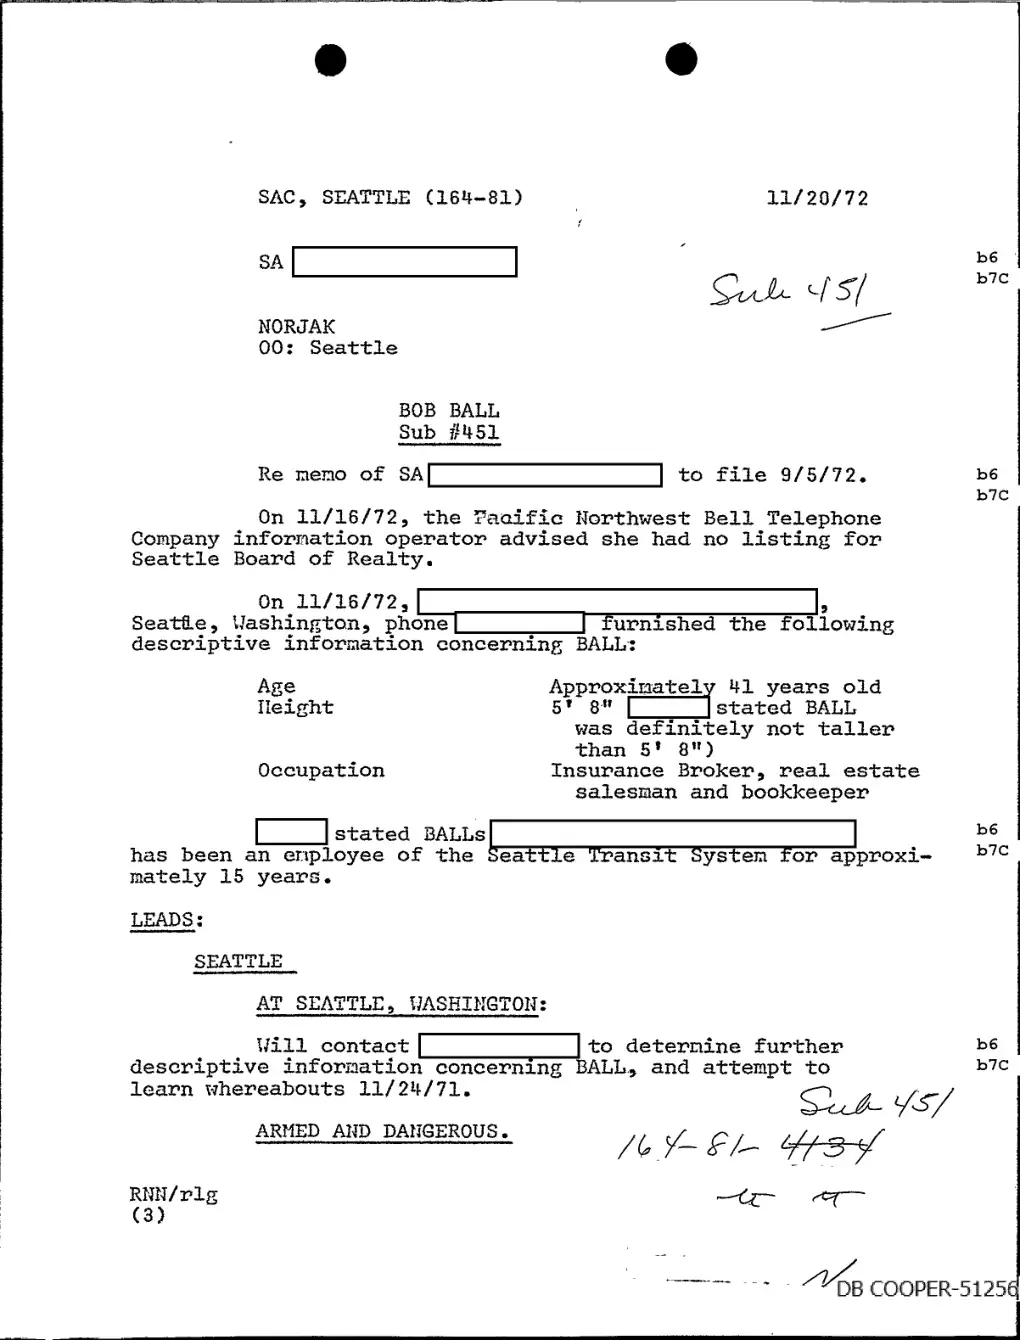 SAC, SEATTLE (164-81) 11/20/72
SA
b6
b7C
Sub 451
NORJAK
OO: Seattle
BOB BALL
Sub #451
Re memo of SA to file 9/5/72.
b6
b7C
On 11/16/72, the Pacific Northwest Bell Telephone
Company information operator advised she had no listing for
Seattle Board of Realty.
On 11/16/72, ,
Seattle, Washington, phone furnished the following
descriptive information concerning BALL:
Age Approximately 41 years old
Height 5' 8" stated BALL
was definitely not taller
than 5' 8")
Occupation Insurance Broker, real estate
salesman and bookkeeper
stated BALLs
b6
has been an employee of the Seattle Transit System for approxi-
b7C
mately 15 years.
LEADS:
SEATTLE
AT SEATTLE, WASHINGTON:
Will contact to determine further
b6
descriptive information concerning BALL, and attempt to
b7C
learn whereabouts 11/24/71.
Sub 451
ARMED AND DANGEROUS.
164-81-4134
RNN/rlg
(3)
DB COOPER-51256